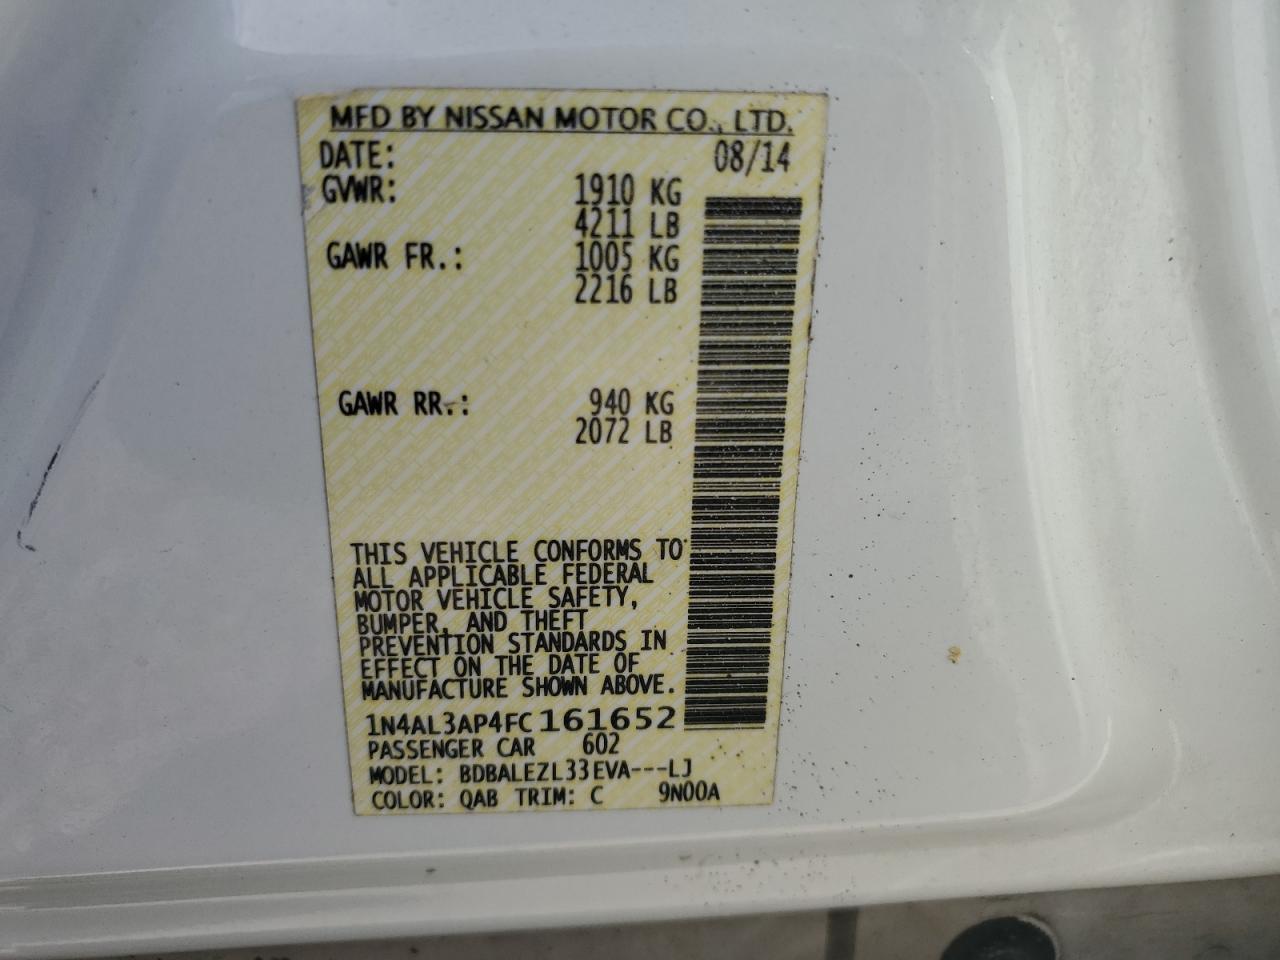 MFD BY NISSAN MOTOR CO., LTD.
DATE: 08/14
GVWR: 1910 KG
4211 LB
GAWR FR.: 1005 KG
2216 LB
GAWR RR.: 940 KG
2072 LB
THIS VEHICLE CONFORMS TO
ALL APPLICABLE FEDERAL
MOTOR VEHICLE SAFETY,
BUMPER, AND THEFT
PREVENTION STANDARDS IN
EFFECT ON THE DATE OF
MANUFACTURE SHOWN ABOVE.
1N4AL3AP4FC161652
PASSENGER CAR 602
MODEL: BDBALEZL33EVA---LJ
COLOR: QAB TRIM: C 9N00A